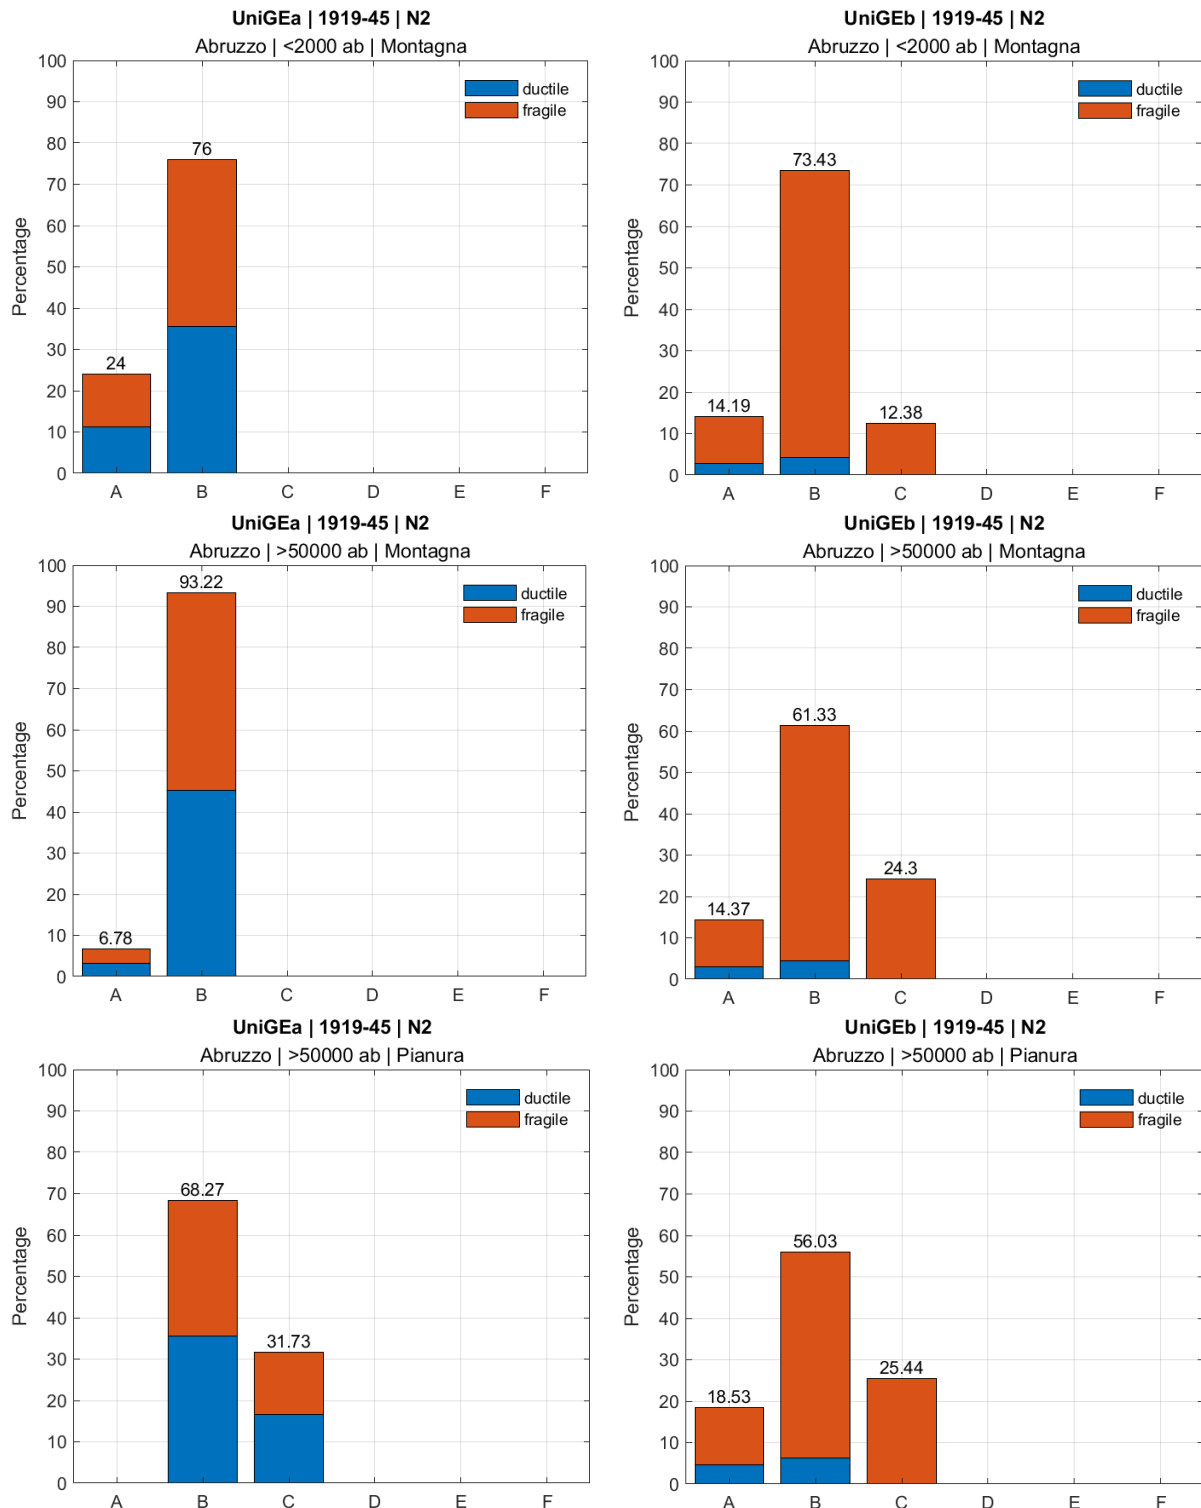 UniGEa | 1919-45 | N2
Abruzzo | <2000 ab | Montagna
100
90
80
70
60
50
40
30
20
10
0
Percentage
ductile
fragile
24
76
A B C D E F
UniGEb | 1919-45 | N2
Abruzzo | <2000 ab | Montagna
100
90
80
70
60
50
40
30
20
10
0
Percentage
ductile
fragile
14.19
73.43
12.38
A B C D E F
UniGEa | 1919-45 | N2
Abruzzo | >50000 ab | Montagna
100
90
80
70
60
50
40
30
20
10
0
Percentage
ductile
fragile
6.78
93.22
A B C D E F
UniGEb | 1919-45 | N2
Abruzzo | >50000 ab | Montagna
100
90
80
70
60
50
40
30
20
10
0
Percentage
ductile
fragile
14.37
61.33
24.3
A B C D E F
UniGEa | 1919-45 | N2
Abruzzo | >50000 ab | Pianura
100
90
80
70
60
50
40
30
20
10
0
Percentage
ductile
fragile
68.27
31.73
A B C D E F
UniGEb | 1919-45 | N2
Abruzzo | >50000 ab | Pianura
100
90
80
70
60
50
40
30
20
10
0
Percentage
ductile
fragile
18.53
56.03
25.44
A B C D E F